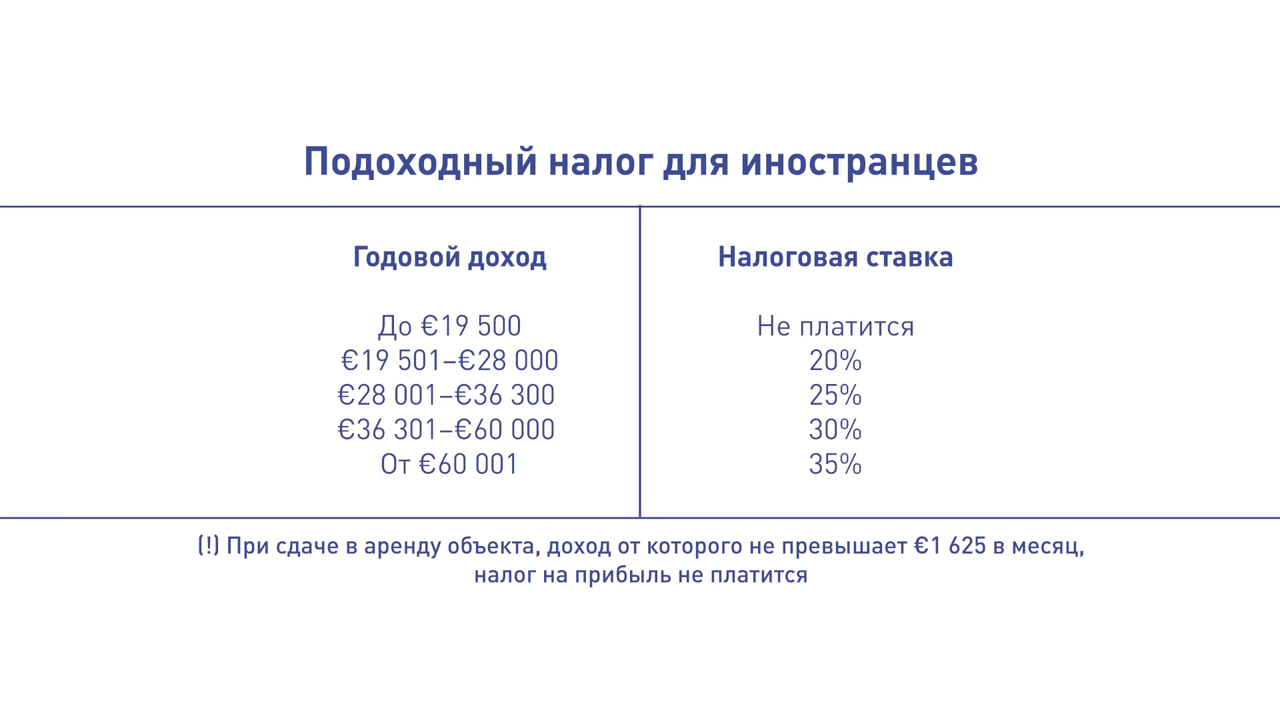 Подоходный налог для иностранцев
Годовой доход Налоговая ставка
До €19 500 Не платится
€19 501–€28 000 20%
€28 001–€36 300 25%
€36 301–€60 000 30%
От €60 001 35%
(!) При сдаче в аренду объекта, доход от которого не превышает €1 625 в месяц,
налог на прибыль не платится